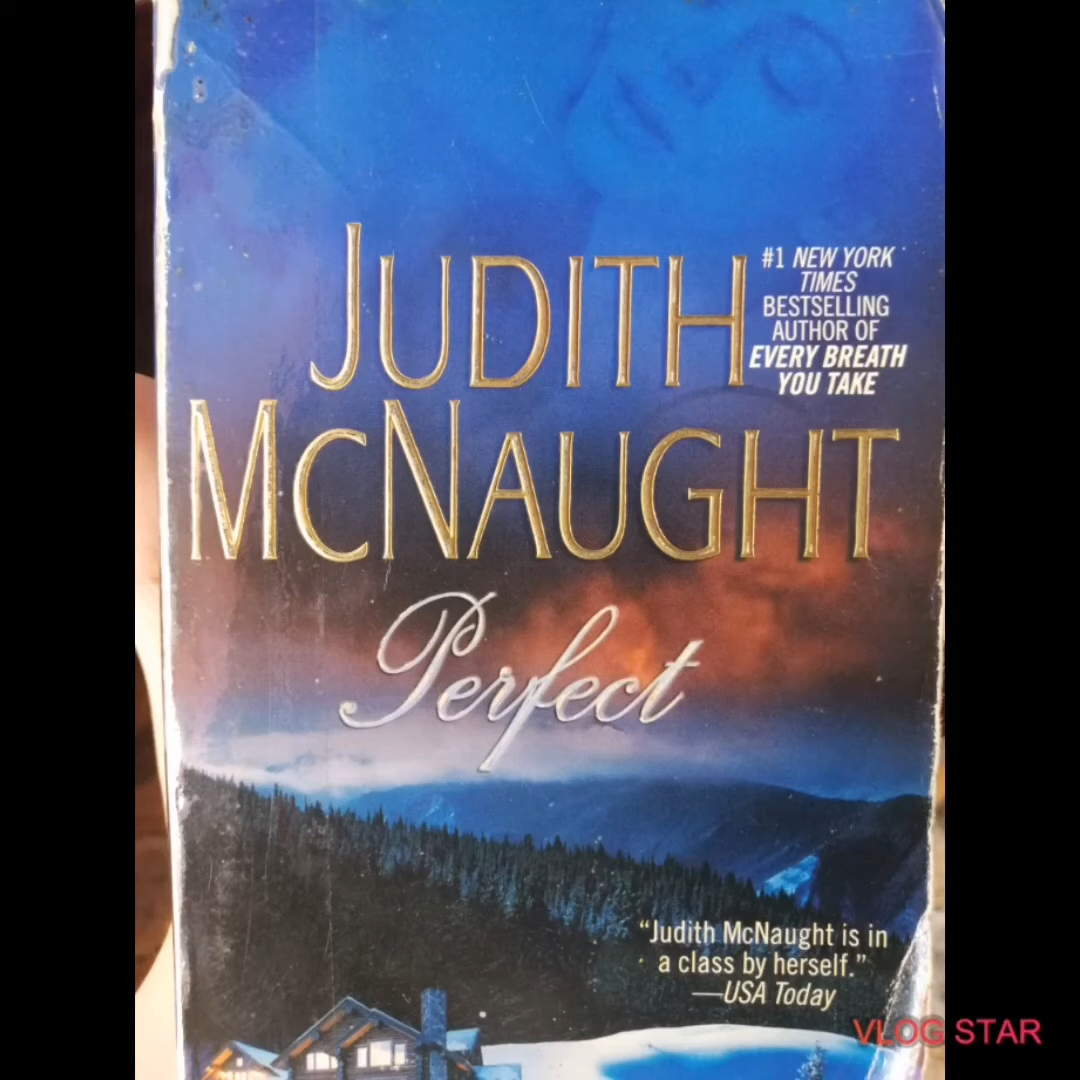 JUDITH
#1 NEW YORK
TIMES
BESTSELLING
AUTHOR OF
EVERY BREATH
YOU TAKE
MCNAUGHT
Perfect
“Judith McNaught is in
a class by herself.”
—USA Today
VLOG STAR